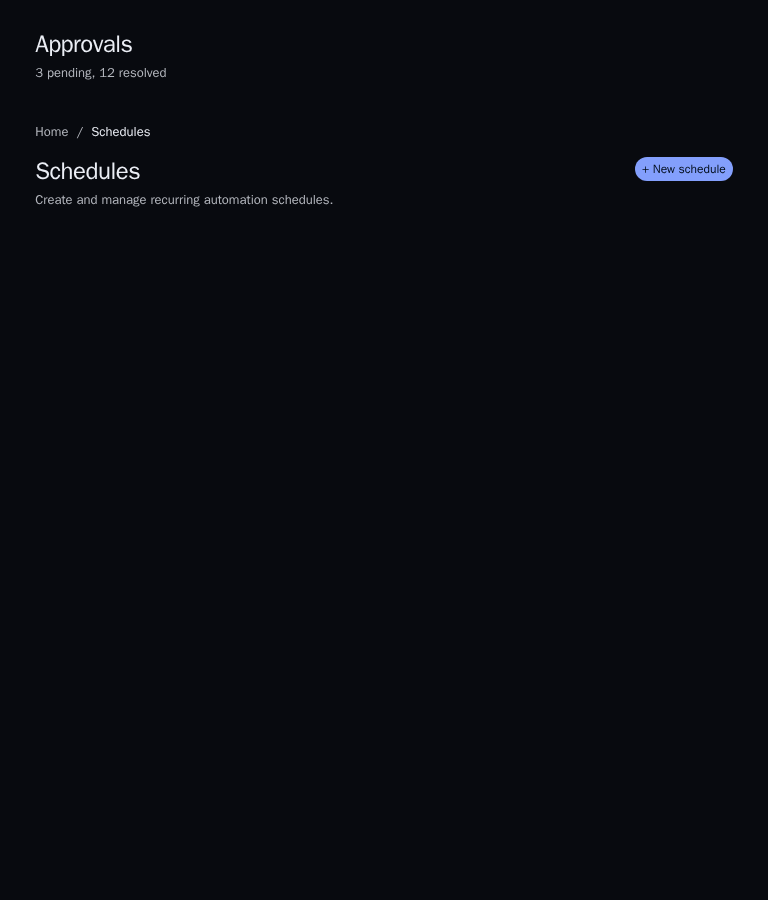 Approvals
3 pending, 12 resolved
Home / Schedules
Schedules
+ New schedule
Create and manage recurring automation schedules.